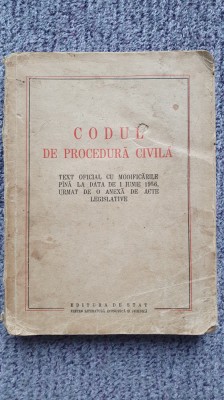 CODUL
DE PROCEDURĂ CIVILĂ
TEXT OFICIAL CU MODIFICĂRILE
PÎNĂ LA DATA DE 1 IUNIE 1956,
URMAT DE O ANEXĂ DE ACTE
LEGISLATIVE
EDITURA DE STAT
PENTRU LITERATURĂ ECONOMICĂ ȘI JURIDICĂ